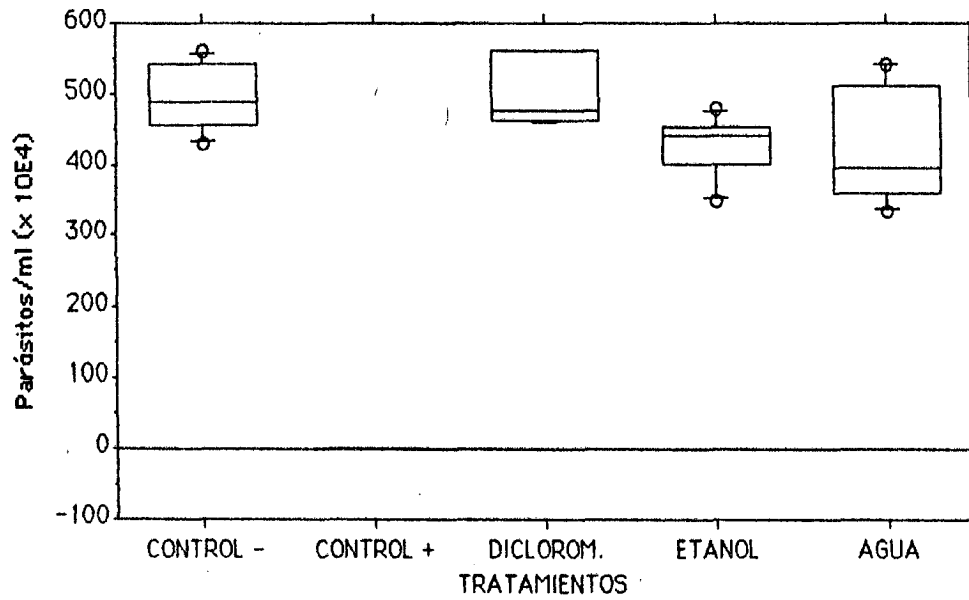 600
500
400
300
200
100
0
-100
Parásitos/ml (x 10E4)
CONTROL - CONTROL + DICLOROM. ETANOL AGUA
TRATAMIENTOS